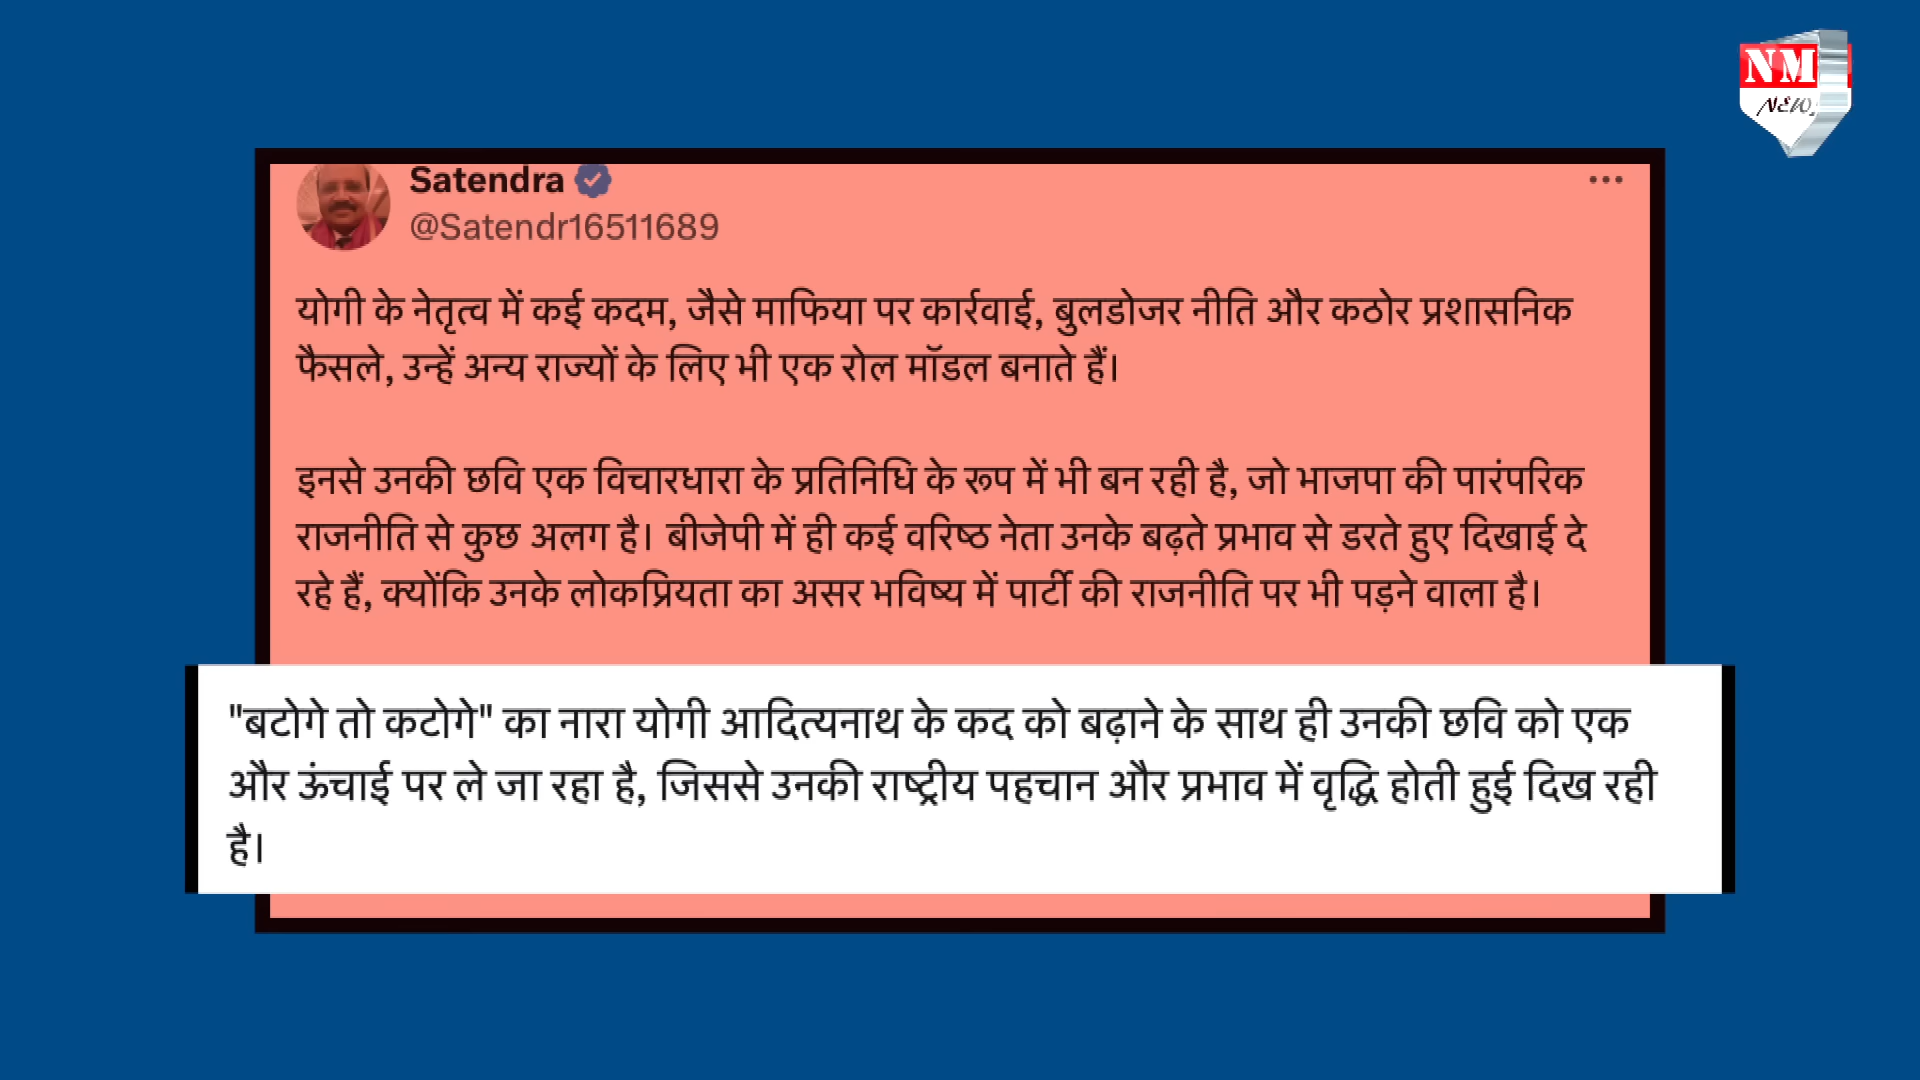 NM
NEWS
Satendra
@Satendr16511689
योगी के नेतृत्व में कई कदम, जैसे माफिया पर कार्रवाई, बुलडोजर नीति और कठोर प्रशासनिक
फैसले, उन्हें अन्य राज्यों के लिए भी एक रोल मॉडल बनाते हैं।
इनसे उनकी छवि एक विचारधारा के प्रतिनिधि के रूप में भी बन रही है, जो भाजपा की पारंपरिक
राजनीति से कुछ अलग है। बीजेपी में ही कई वरिष्ठ नेता उनके बढ़ते प्रभाव से डरते हुए दिखाई दे
रहे हैं, क्योंकि उनके लोकप्रियता का असर भविष्य में पार्टी की राजनीति पर भी पड़ने वाला है।
"बटोगे तो कटोगे" का नारा योगी आदित्यनाथ के कद को बढ़ाने के साथ ही उनकी छवि को एक
और ऊंचाई पर ले जा रहा है, जिससे उनकी राष्ट्रीय पहचान और प्रभाव में वृद्धि होती हुई दिख रही
है।